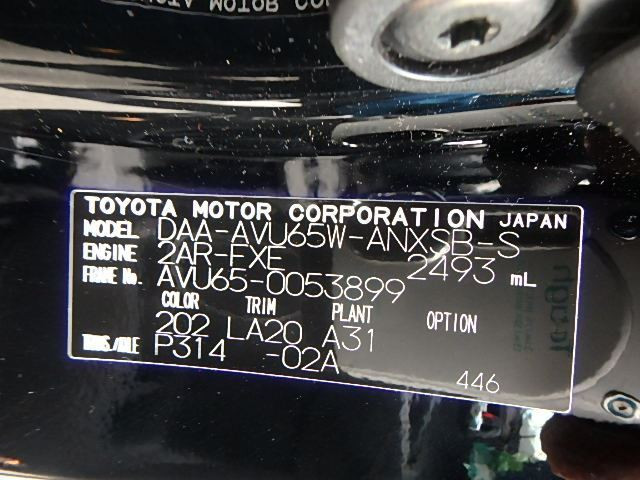 TOYOTA MOTOR CORPORATION JAPAN
MODEL DAA-AVU65W-ANXSB-S
ENGINE 2AR-FXE 2493 mL
FRAME No. AVU65-0053899
COLOR TRIM PLANT OPTION
202 LA20 A31
TRANS/AXLE P314 -02A
446